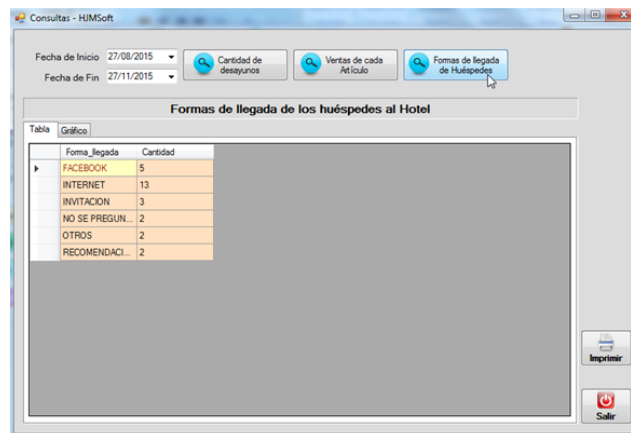 Consultas - HJMSoft
Fecha de Inicio 27/08/2015
Fecha de Fin 27/11/2015
Cantidad de
desayunos
Ventas de cada
Artículo
Formas de llegada
de Huéspedes
Formas de llegada de los huéspedes al Hotel
Tabla Gráfico
Forma_llegada Cantidad
FACEBOOK 5
INTERNET 13
INVITACION 3
NO SE PREGUN... 2
OTROS 2
RECOMENDACI... 2
Imprimir
Salir